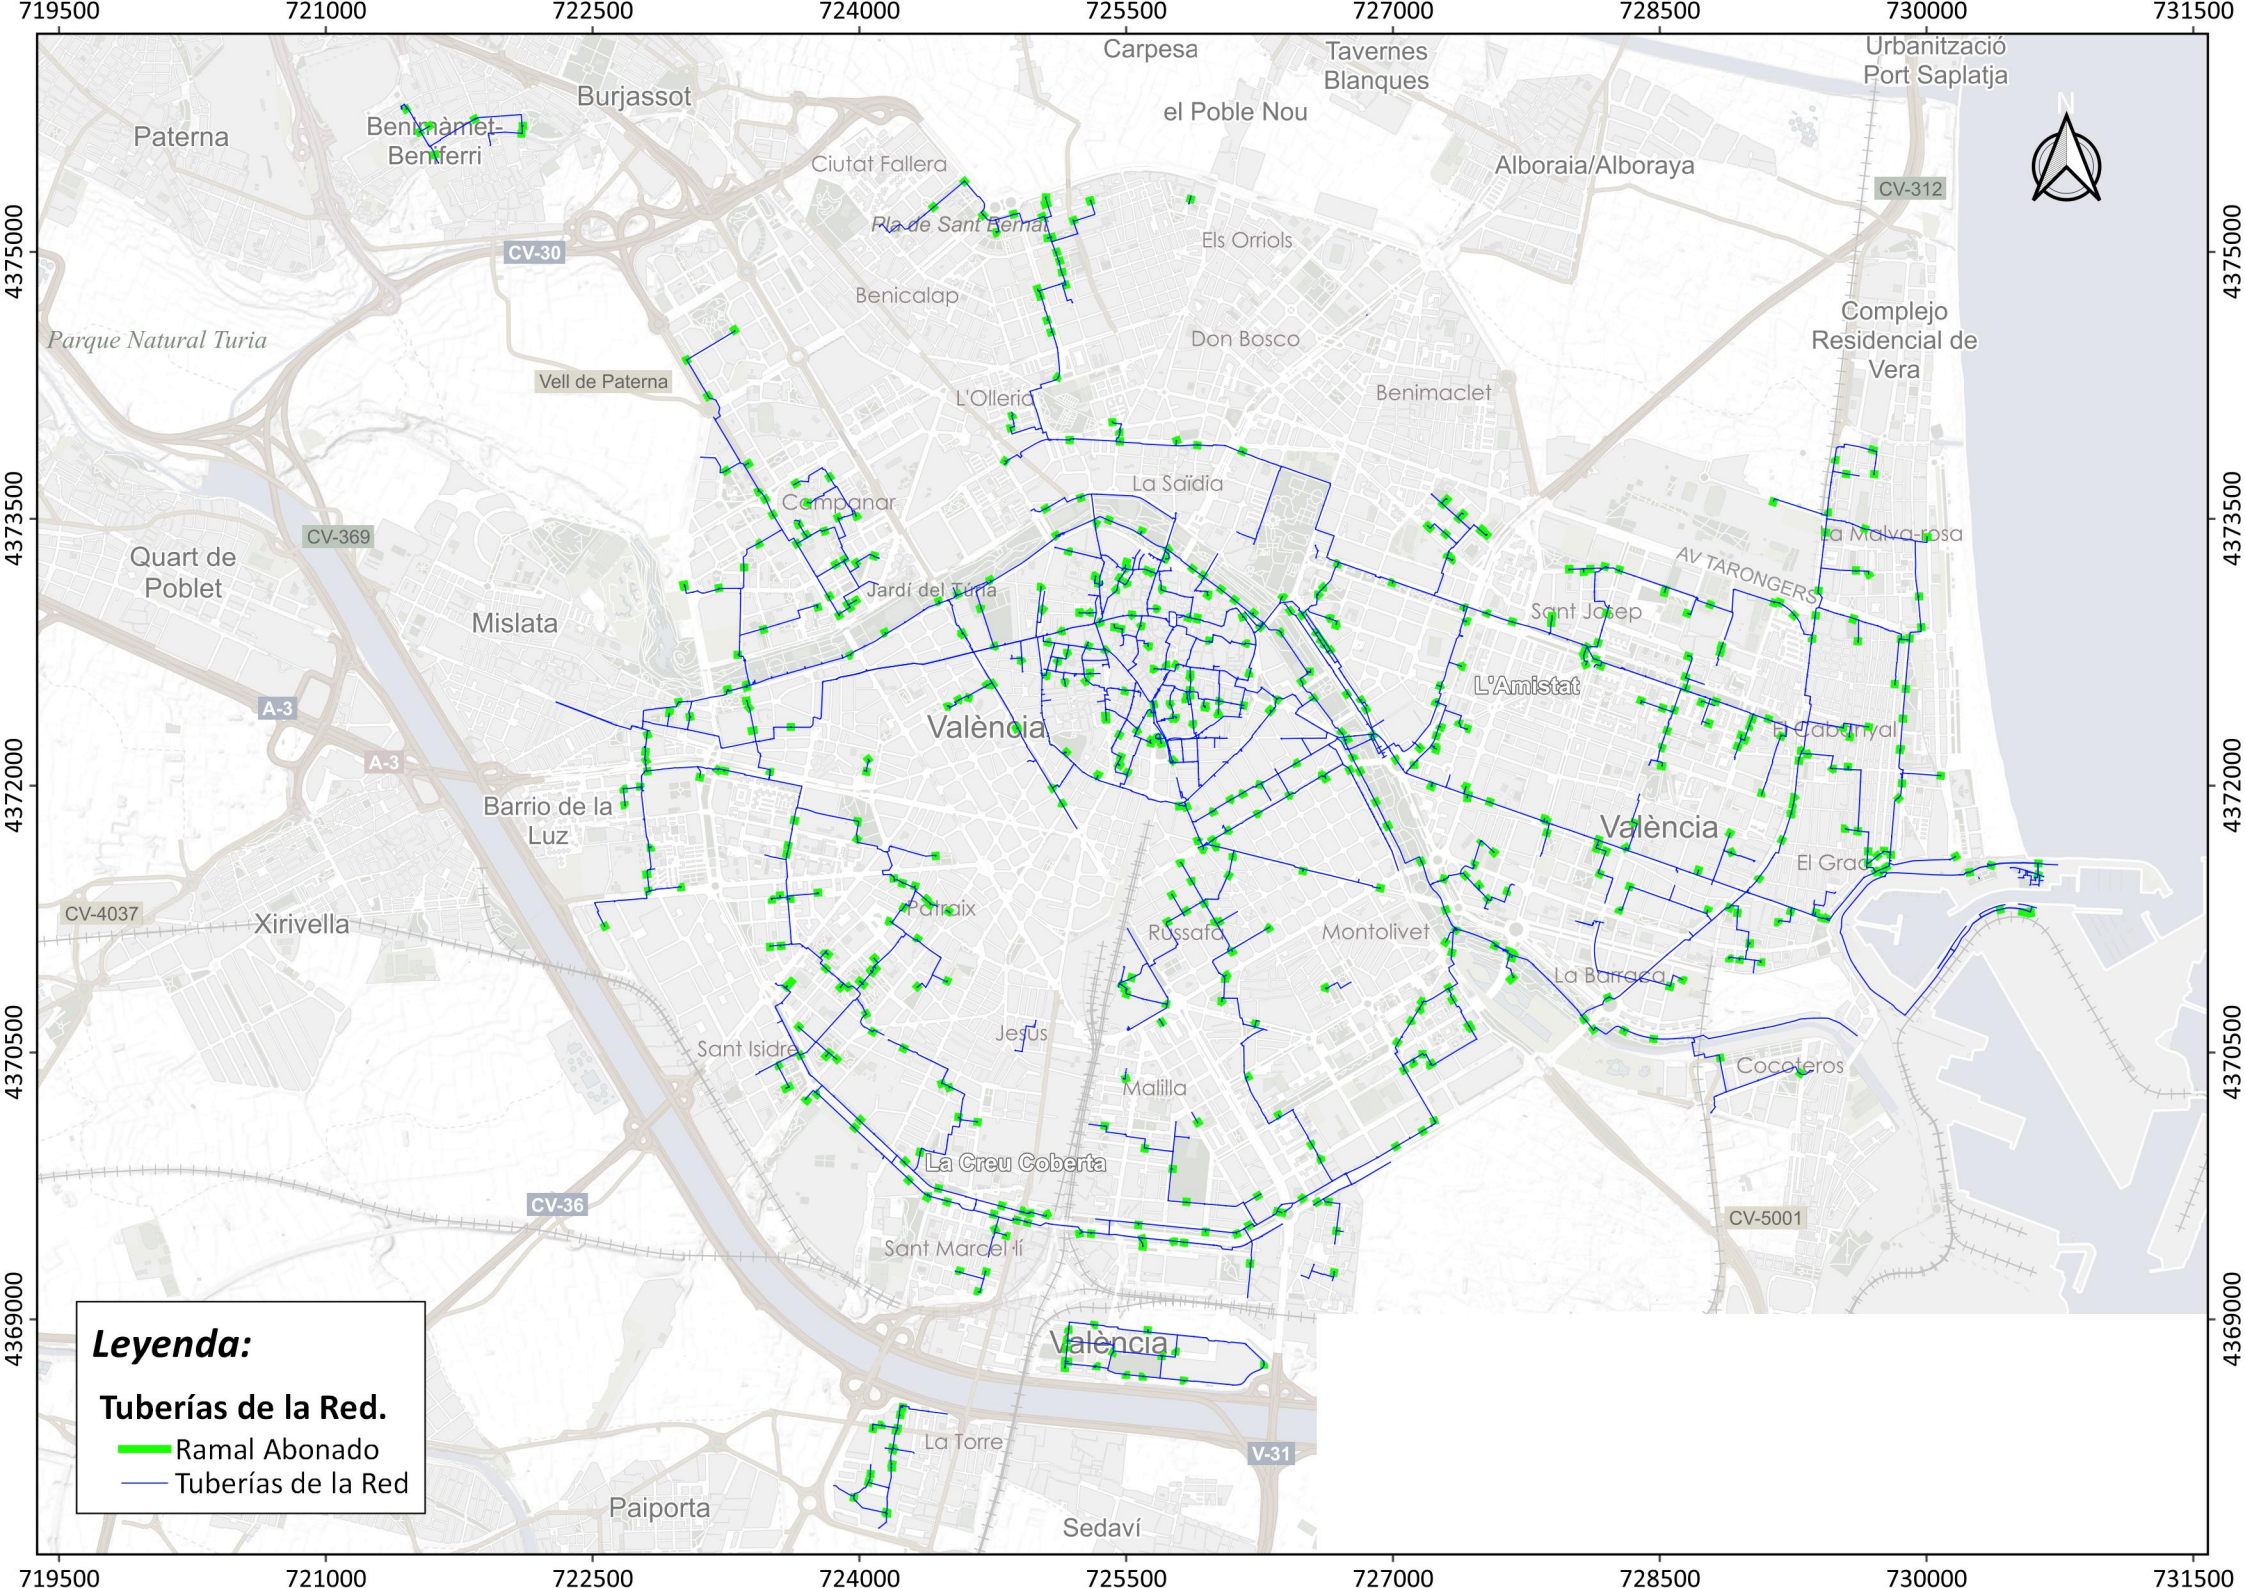 719500 721000 722500 724000 725500 727000 728500 730000 731500
Carpesa
Tavernes
Blanques
Urbanització
Port Saplatja
Burjassot
el Poble Nou
N
Paterna
Benimàmet-
Beniferri
Ciutat Fallera
Alboraia/Alboraya
CV-312
Pla de Sant Bernat
Els Orriols
4375000
4375000
CV-30
Benicalap
Parque Natural Turia
Don Bosco
Complejo
Residencial de
Vera
Vell de Paterna
L'Olleria
Benimaclet
La Saïdia
Campanar
4373500
4373500
CV-369
La Malva-rosa
Quart de
Poblet
AV TARONGERS
Jardí del Túria
Mislata
Sant Josep
L'Amistat
A-3
València
El Cabanyal
A-3
4372000
4372000
Barrio de la
Luz
València
El Grao
CV-4037
Xirivella
Patraix
Russafa
Montolivet
La Barraca
Jesús
Sant Isidre
4370500
4370500
Cocoteros
Malilla
La Creu Coberta
CV-36
CV-5001
Sant Marcel·lí
4369000
4369000
València
Leyenda:
Tuberías de la Red.
Ramal Abonado
Tuberías de la Red
La Torre
V-31
Paiporta
Sedaví
719500 721000 722500 724000 725500 727000 728500 730000 731500